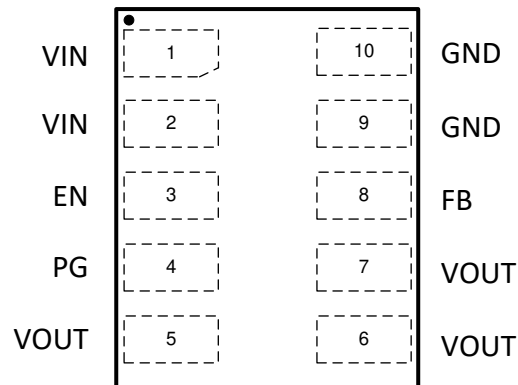 VIN 1 10 GND
VIN 2 9 GND
EN 3 8 FB
PG 4 7 VOUT
VOUT 5 6 VOUT